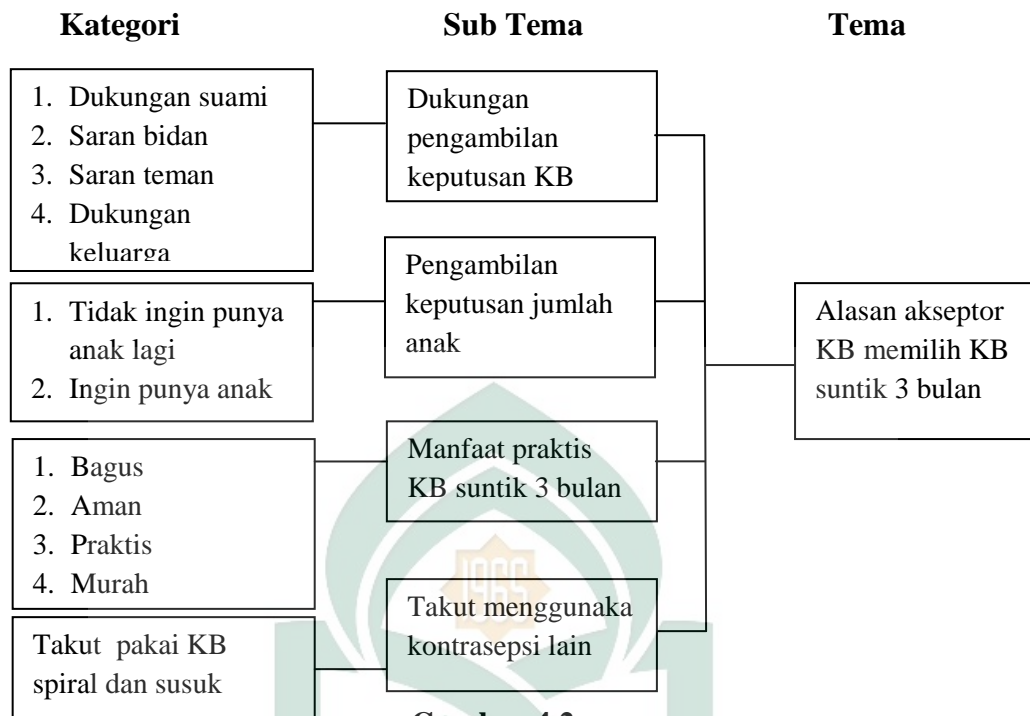 Kategori Sub Tema Tema
1. Dukungan suami
2. Saran bidan
3. Saran teman
4. Dukungan
keluarga
Dukungan
pengambilan
keputusan KB
1. Tidak ingin punya
anak lagi
2. Ingin punya anak
Pengambilan
keputusan jumlah
anak
1. Bagus
2. Aman
3. Praktis
4. Murah
Manfaat praktis
KB suntik 3 bulan
Takut pakai KB
spiral dan susuk
Takut menggunaka
kontrasepsi lain
Alasan akseptor
KB memilih KB
suntik 3 bulan
1965